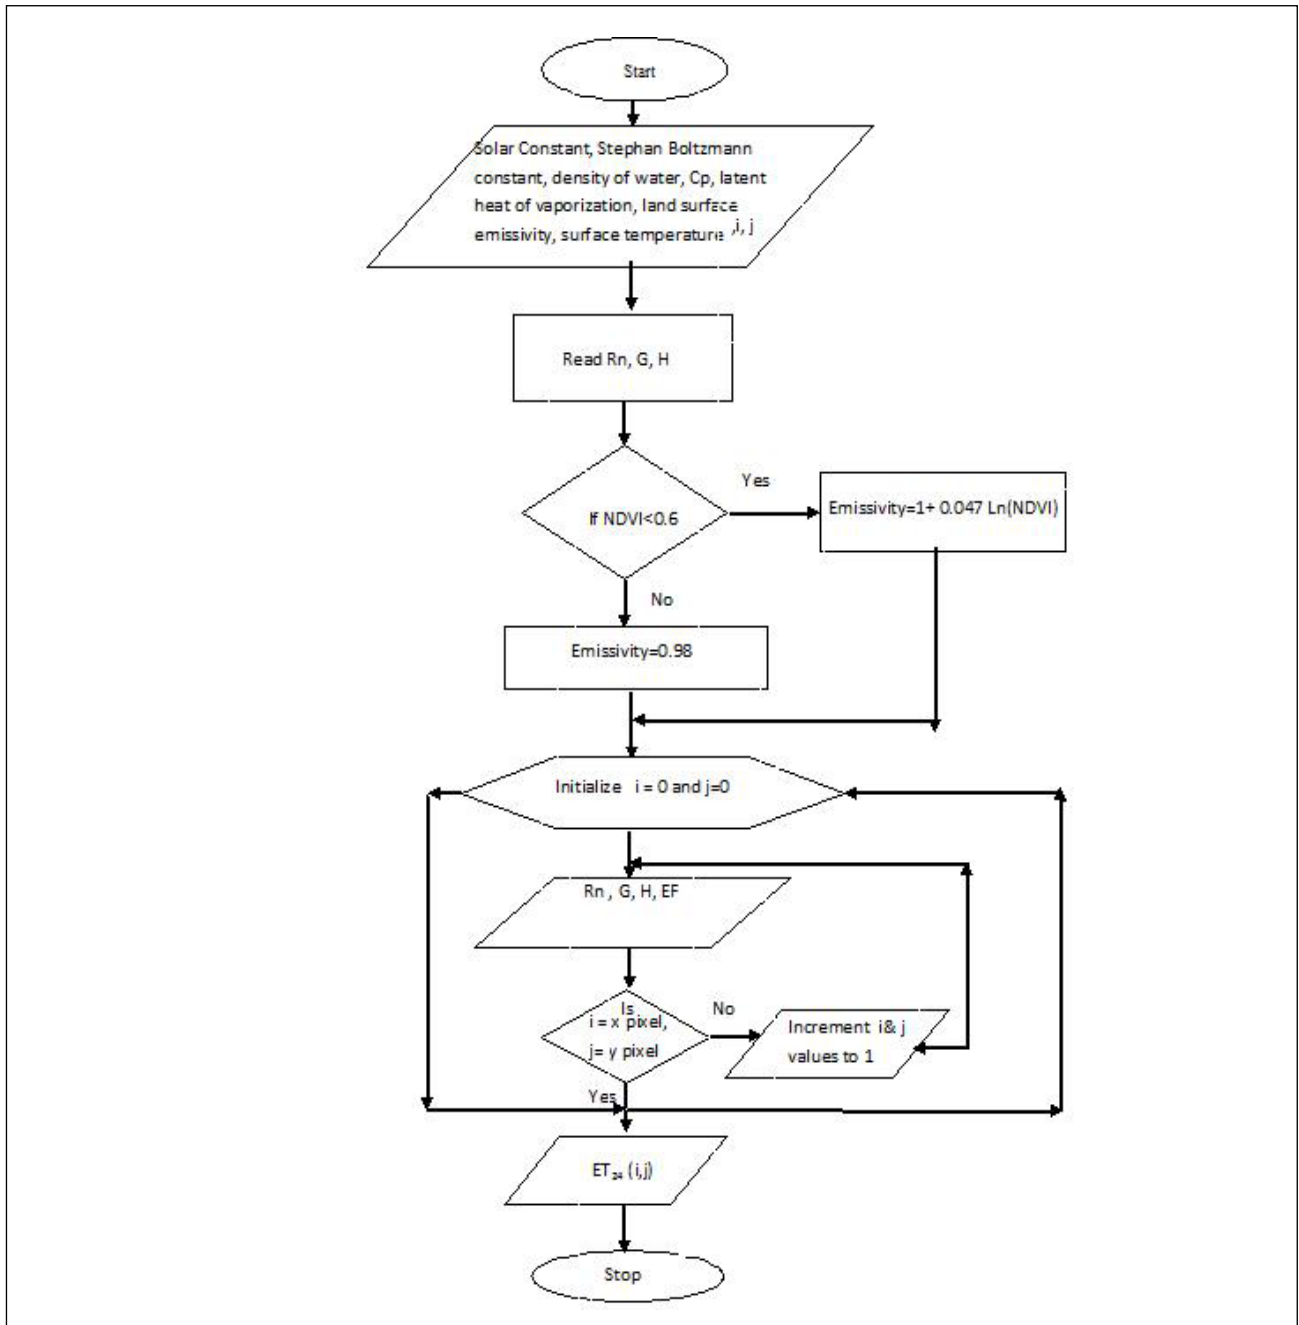 Start
Solar Constant, Stephan Boltzmann
constant, density of water, Cp, latent
heat of vaporization, land surface
emissivity, surface temperature ,i, j
Read Rn, G, H
Yes
If NDVI<0.6
Emissivity=1+ 0.047 Ln(NDVI)
No
Emissivity=0.98
Initialize i = 0 and j=0
Rn , G, H, EF
Is
i = x pixel,
j= y pixel
No
Increment i& j
values to 1
Yes
ET₂₄ (i,j)
Stop